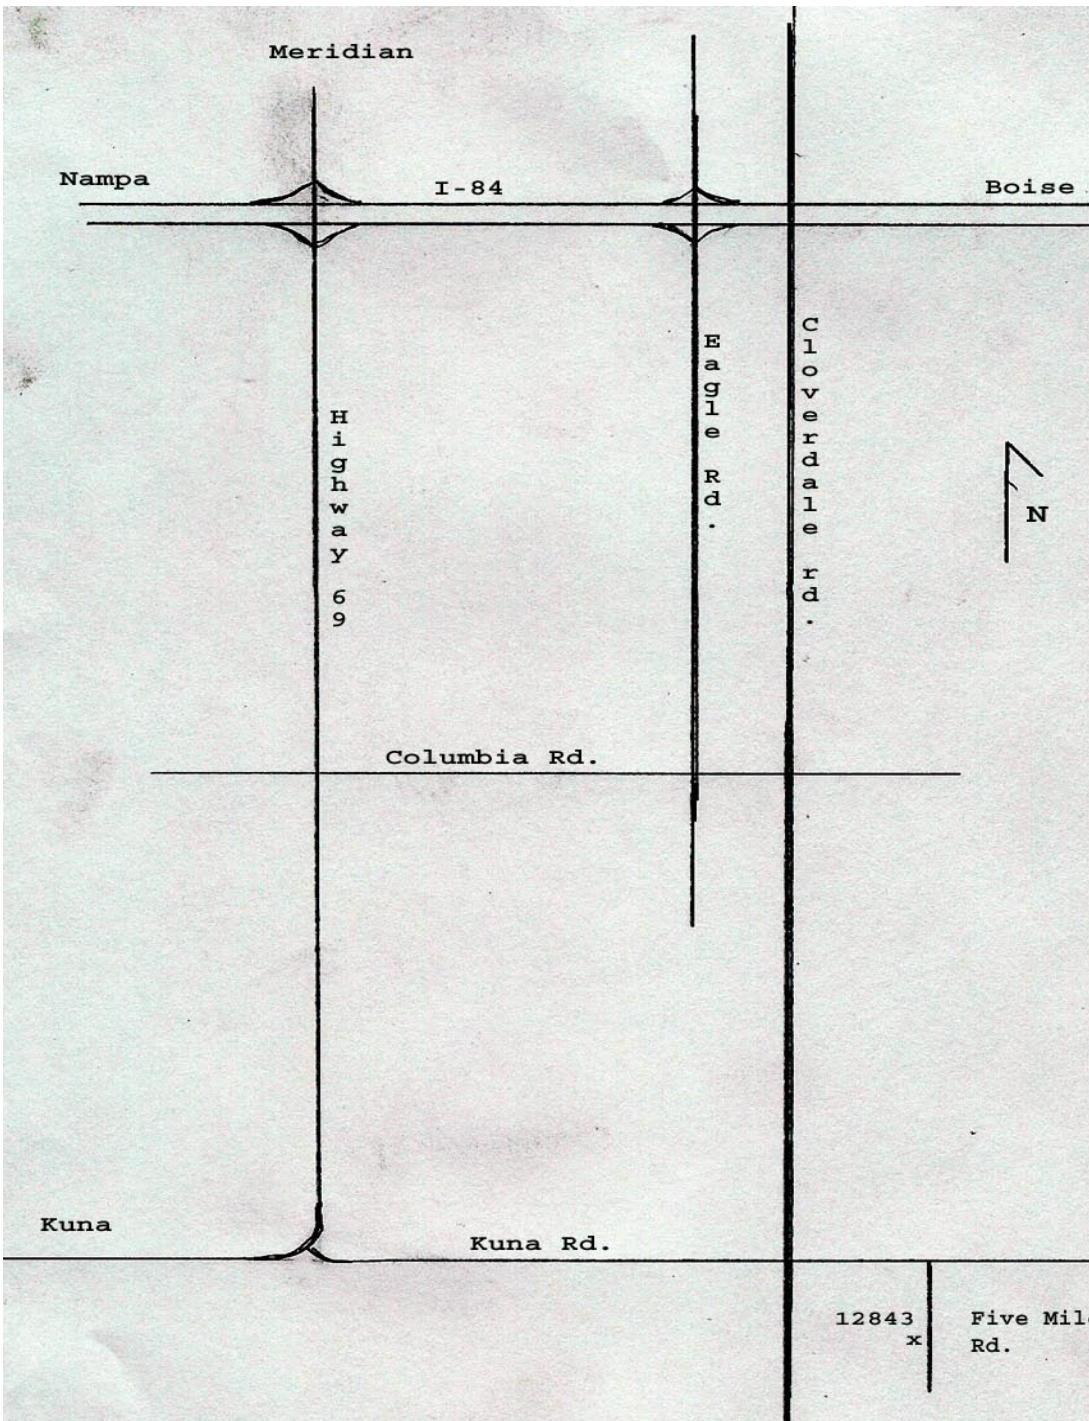 Meridian
Nampa
I-84
Boise
Eagle Rd.
Cloverdale rd.
Highway 69
N
Columbia Rd.
Kuna
Kuna Rd.
12843
x
Five Mil
Rd.